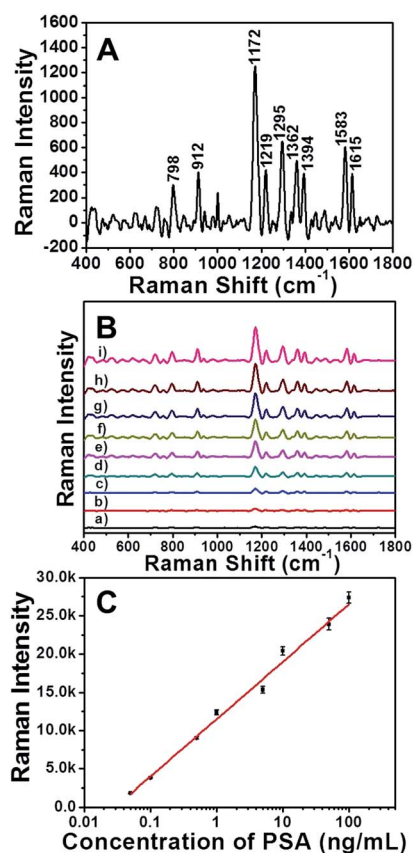 A
1600
1400
1200
1000
800
600
400
200
0
-200
Raman Intensity
798
912
1172
1219
1295
1362
1394
1583
1615
400 600 800 1000 1200 1400 1600 1800
Raman Shift (cm-1)
B
Raman Intensity
i)
h)
g)
f)
e)
d)
c)
b)
a)
400 600 800 1000 1200 1400 1600 1800
Raman Shift (cm-1)
C
30.0k
25.0k
20.0k
15.0k
10.0k
5.0k
0.0
Raman Intensity
0.01 0.1 1 10 100
Concentration of PSA (ng/mL)